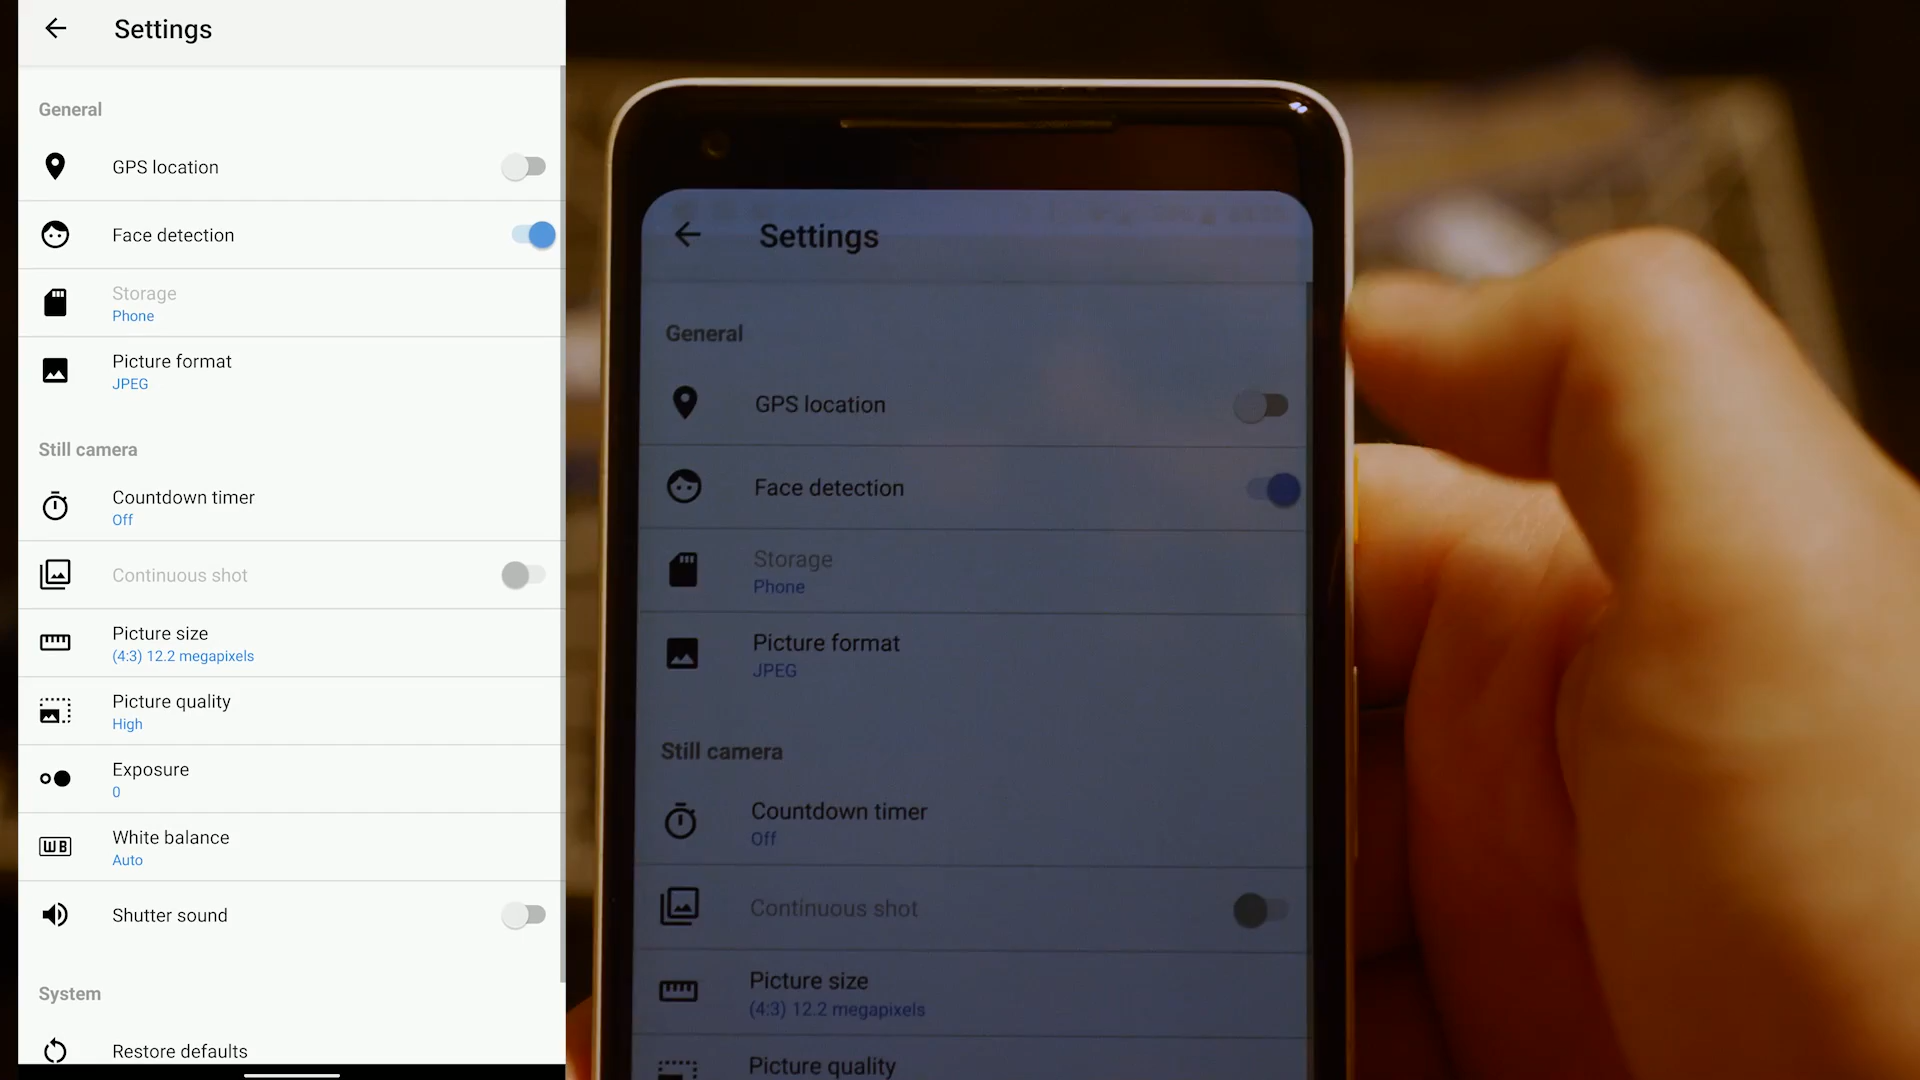 Settings
General
GPS location
Face detection
Storage
Phone
Picture format
JPEG
Still camera
Countdown timer
Off
Continuous shot
Picture size
(4:3) 12.2 megapixels
Picture quality
High
Exposure
0
WB
White balance
Auto
Shutter sound
System
Restore defaults
Settings
General
GPS location
Face detection
Storage
Phone
Picture format
JPEG
Still camera
Countdown timer
Off
Continuous shot
Picture size
(4:3) 12.2 megapixels
Picture quality